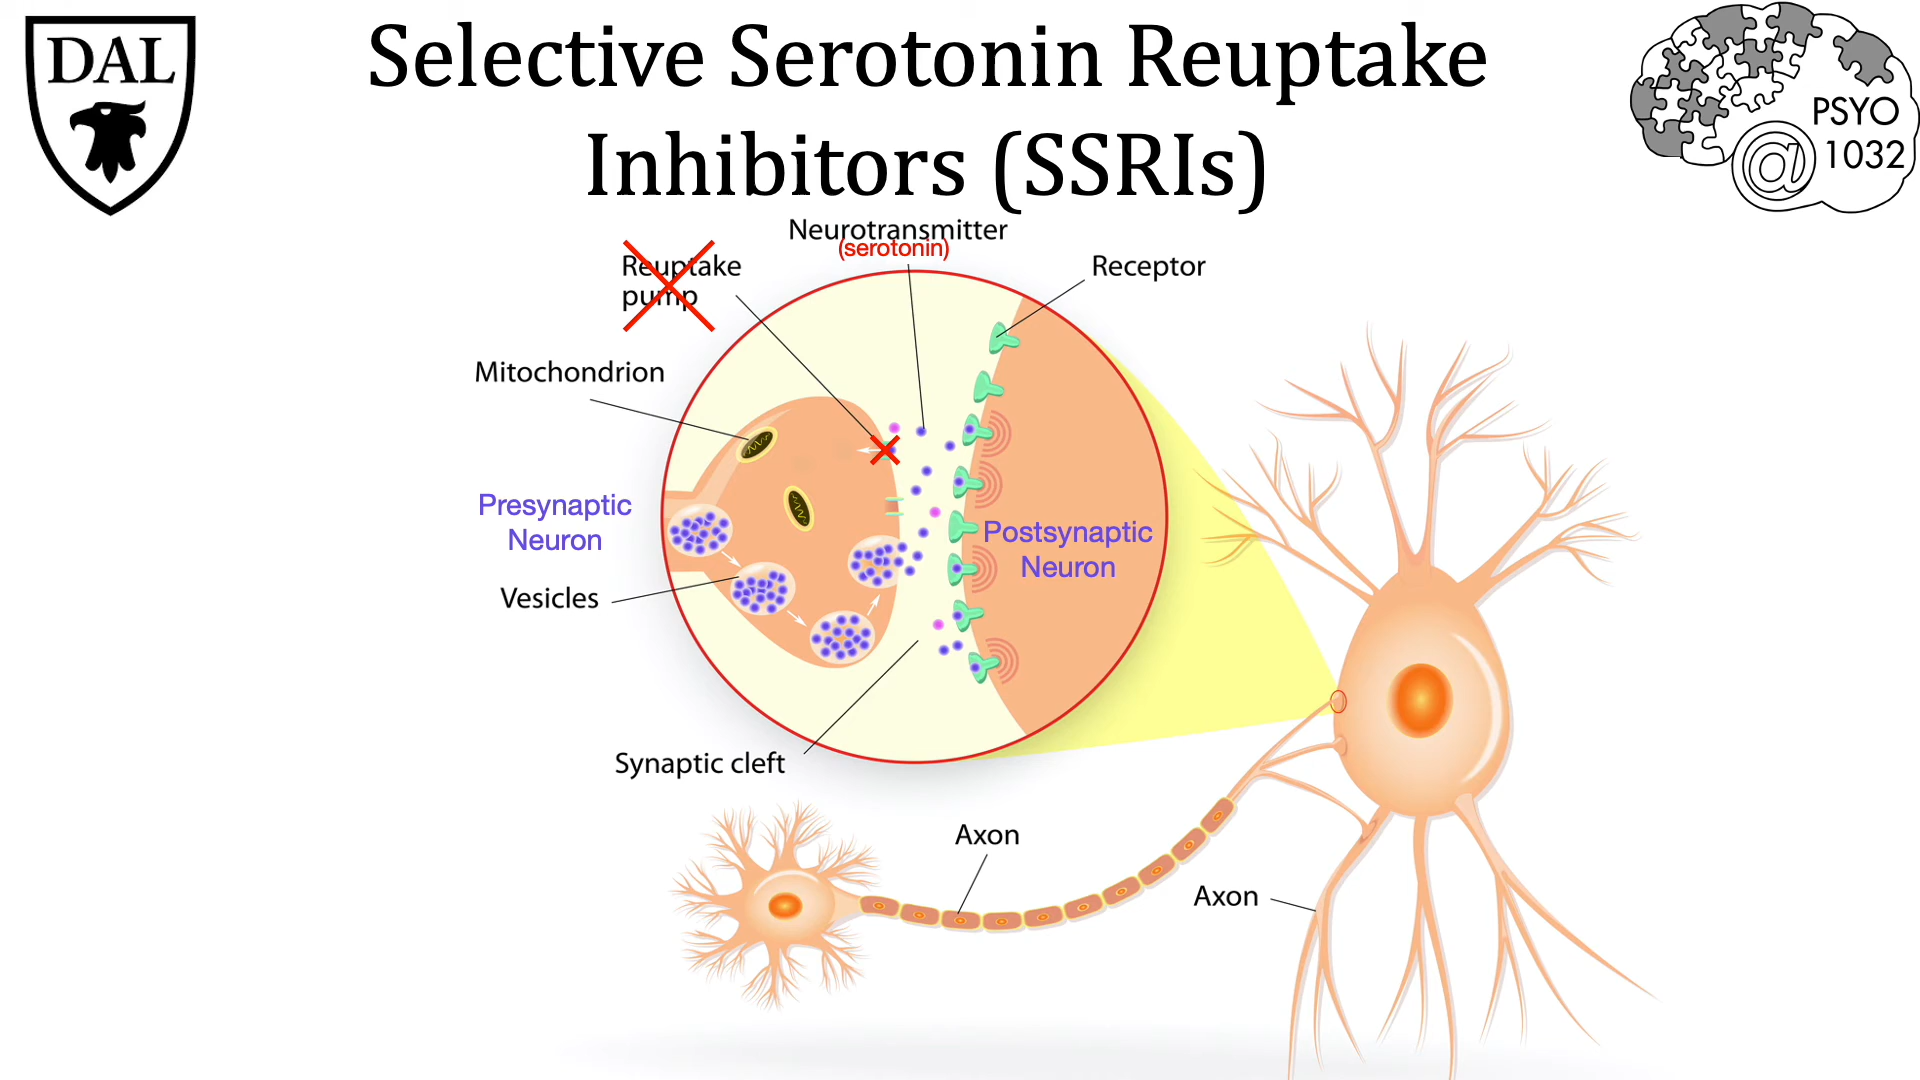 DAL
Selective Serotonin Reuptake
Inhibitors (SSRIs)
PSYO
@ 1032
Neurotransmitter
(serotonin)
Reuptake
pump
Receptor
Mitochondrion
Presynaptic
Neuron
Postsynaptic
Neuron
Vesicles
Synaptic cleft
Axon
Axon